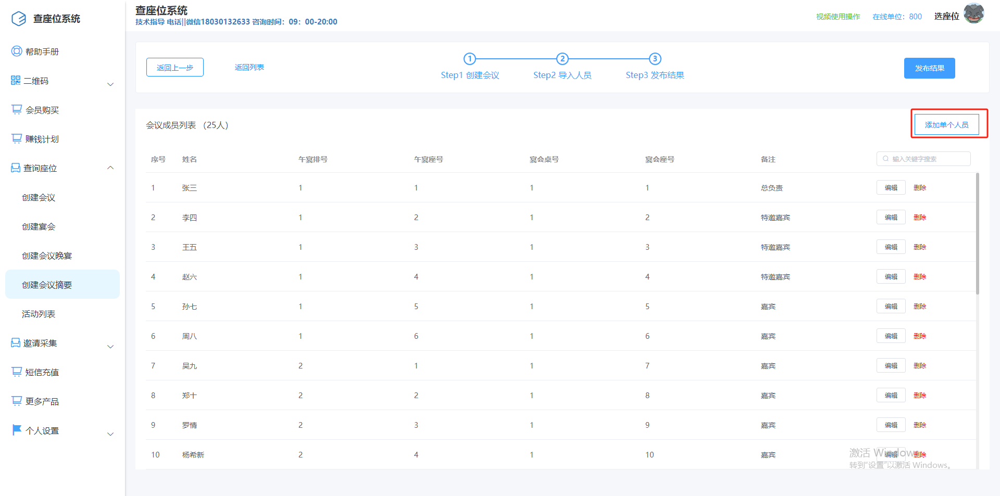 查座位系统
帮助手册
二维码
会员购买
赚钱计划
查询座位
创建会议
创建宴会
创建会议晚宴
创建会议摘要
活动列表
邀请采集
短信充值
更多产品
个人设置
查座位系统
技术指导 电话||微信18030132633 咨询时间：09：00-20:00
视频使用操作 在线单位：800 选座位
返回上一步 返回列表
1 2 3
Step1 创建会议 Step2 导入人员 Step3 发布结果
发布结果
会议成员列表 （25人）
添加单个人员
序号 姓名 午宴排号 午宴座号 宴会桌号 宴会座号 备注 输入关键字搜索
1 张三 1 1 1 1 总负责 编辑 删除
2 李四 1 2 1 2 特邀嘉宾 编辑 删除
3 王五 1 3 1 3 特邀嘉宾 编辑 删除
4 赵六 1 4 1 4 特邀嘉宾 编辑 删除
5 孙七 1 5 1 5 嘉宾 编辑 删除
6 周八 1 6 1 6 嘉宾 编辑 删除
7 吴九 2 1 1 7 嘉宾 编辑 删除
8 郑十 2 2 1 8 嘉宾 编辑 删除
9 罗情 2 3 1 9 嘉宾 编辑 删除
10 杨希新 2 4 1 10 嘉宾 编辑 删除
激活 Windows
转到"设置"以激活 Windows。